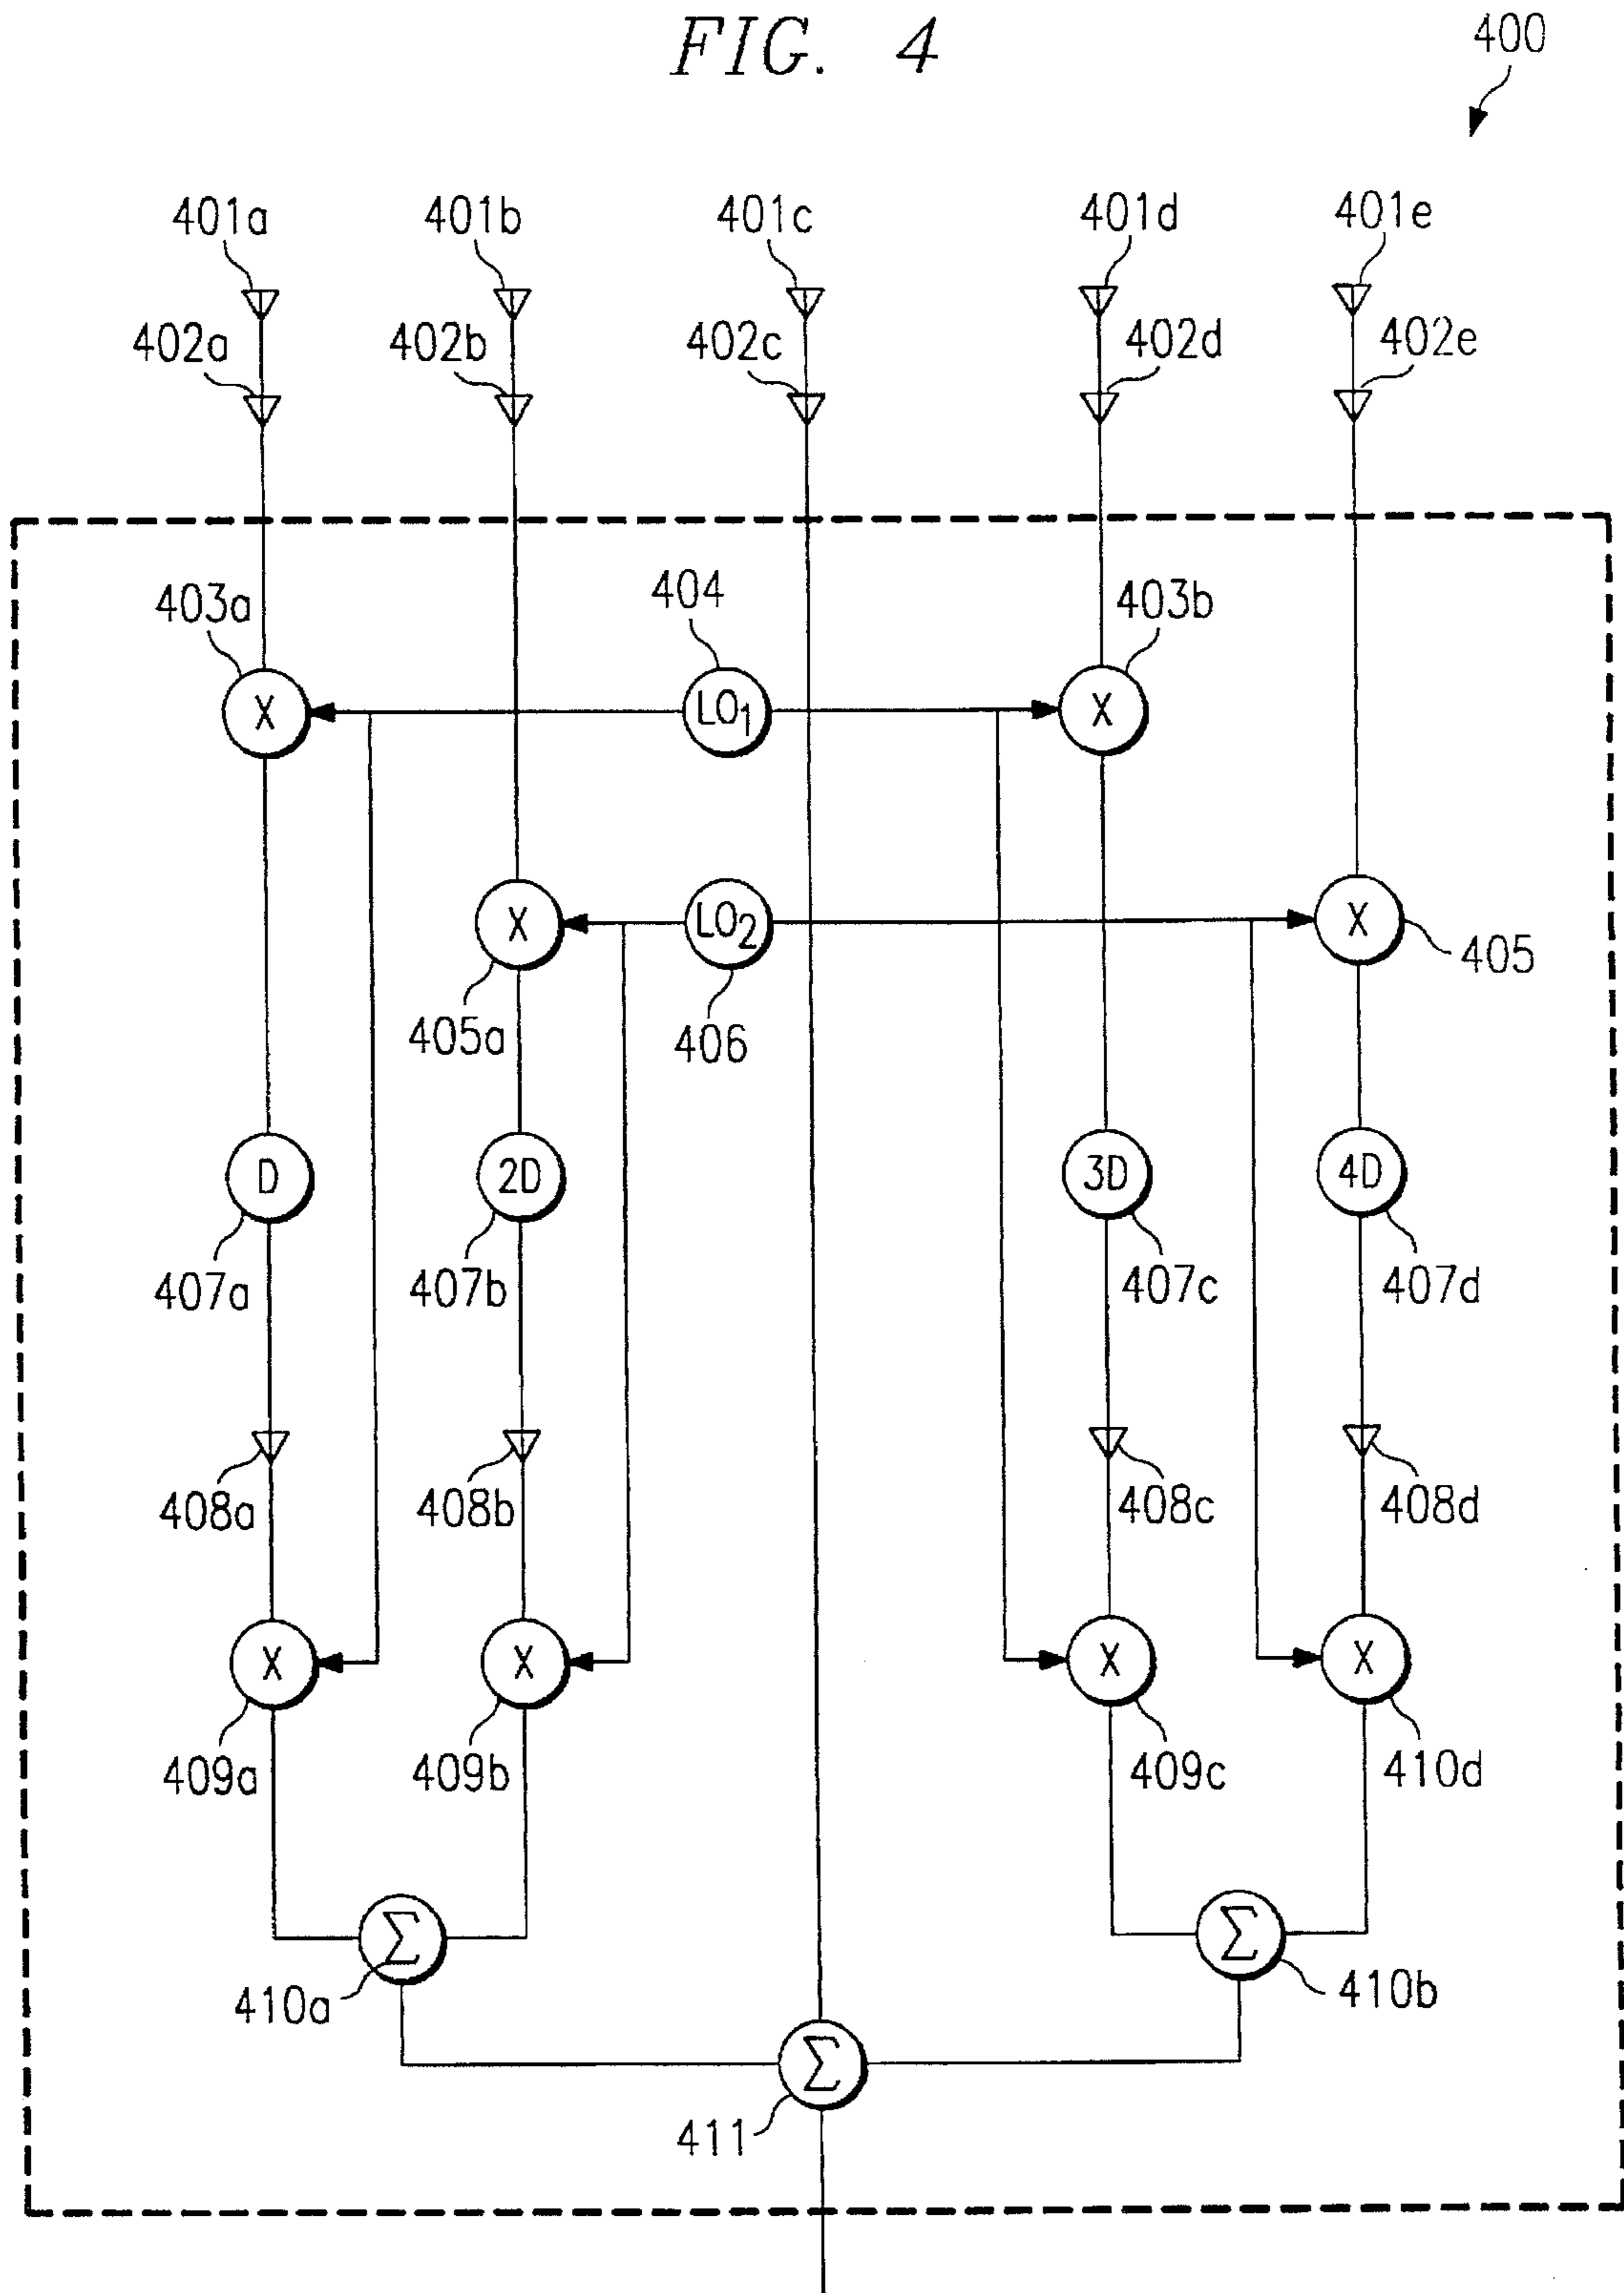 FIG. 4
400
401a 401b 401c 401d 401e
402a 402b 402c 402d 402e
403a 404 403b
X LO1 X
X LO2 X
405
405a 406
D 2D 3D 4D
407a 407b 407c 407d
408a 408b 408c 408d
X X X X
409a 409b 409c 410d
Σ Σ
410a 410b
Σ
411